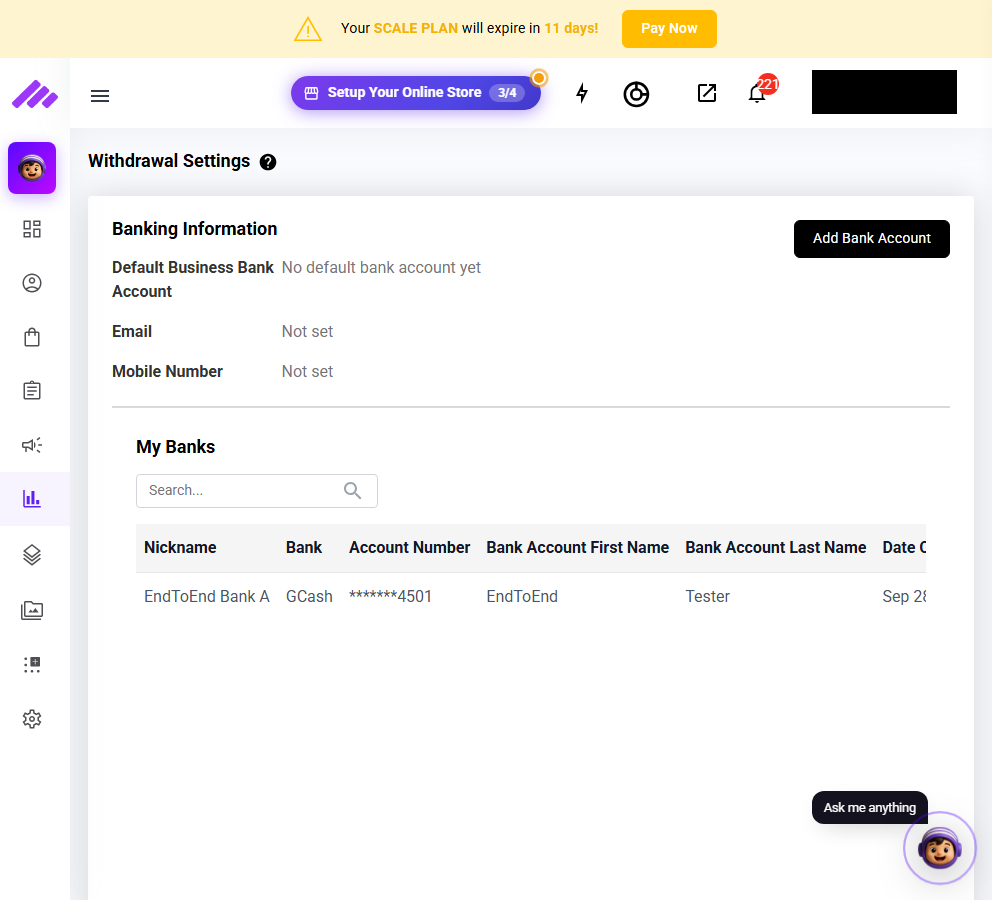 Your SCALE PLAN will expire in 11 days!
Pay Now
Setup Your Online Store 3/4
221
Withdrawal Settings ?
Banking Information
Add Bank Account
Default Business Bank Account
No default bank account yet
Email
Not set
Mobile Number
Not set
My Banks
Search...
Nickname Bank Account Number Bank Account First Name Bank Account Last Name Date C
EndToEnd Bank A GCash *******4501 EndToEnd Tester Sep 28
Ask me anything